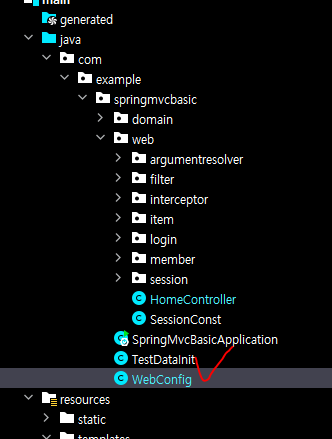 main
generated
java
com
example
springmvcbasic
domain
web
argumentresolver
filter
interceptor
item
login
member
session
HomeController
SessionConst
SpringMvcBasicApplication
TestDataInit
WebConfig
resources
static
templates